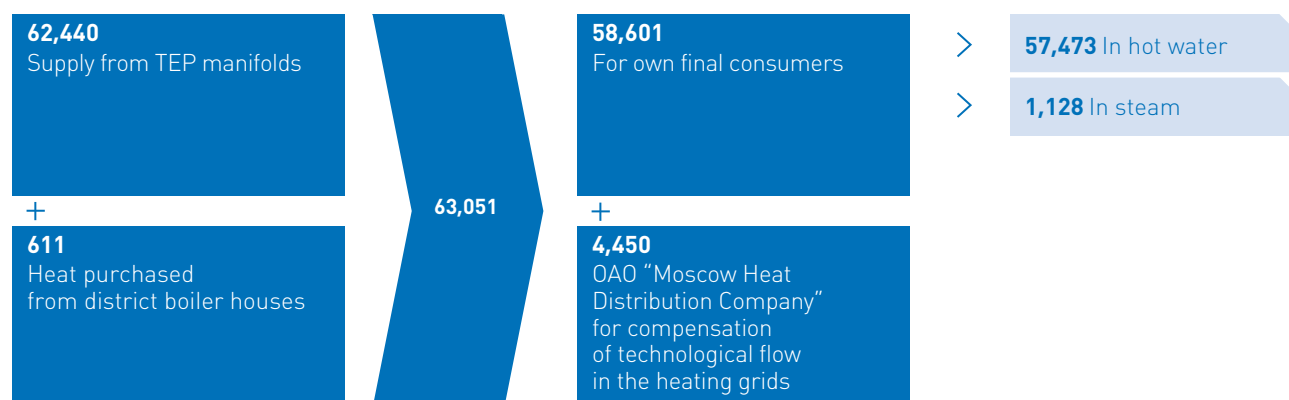 62,440
Supply from TEP manifolds
+
611
Heat purchased
from district boiler houses
63,051
58,601
For own final consumers
+
4,450
OAO "Moscow Heat
Distribution Company"
for compensation
of technological flow
in the heating grids
> 57,473 In hot water
> 1,128 In steam